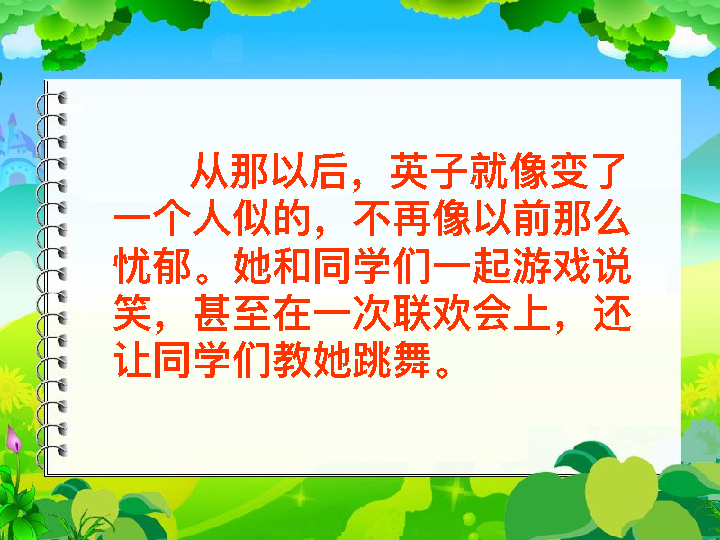 从那以后，英子就像变了
一个人似的，不再像以前那么
忧郁。她和同学们一起游戏说
笑，甚至在一次联欢会上，还
让同学们教她跳舞。